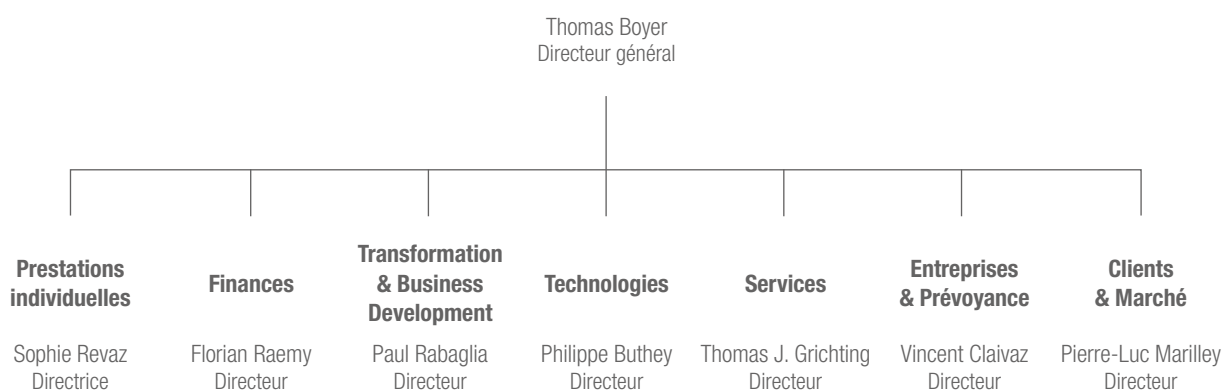 Thomas Boyer
Directeur général
Prestations
individuelles
Sophie Revaz
Directrice
Finances
Florian Raemy
Directeur
Transformation
& Business
Development
Paul Rabaglia
Directeur
Technologies
Philippe Buthey
Directeur
Services
Thomas J. Grichting
Directeur
Entreprises
& Prévoyance
Vincent Claivaz
Directeur
Clients
& Marché
Pierre-Luc Marilley
Directeur